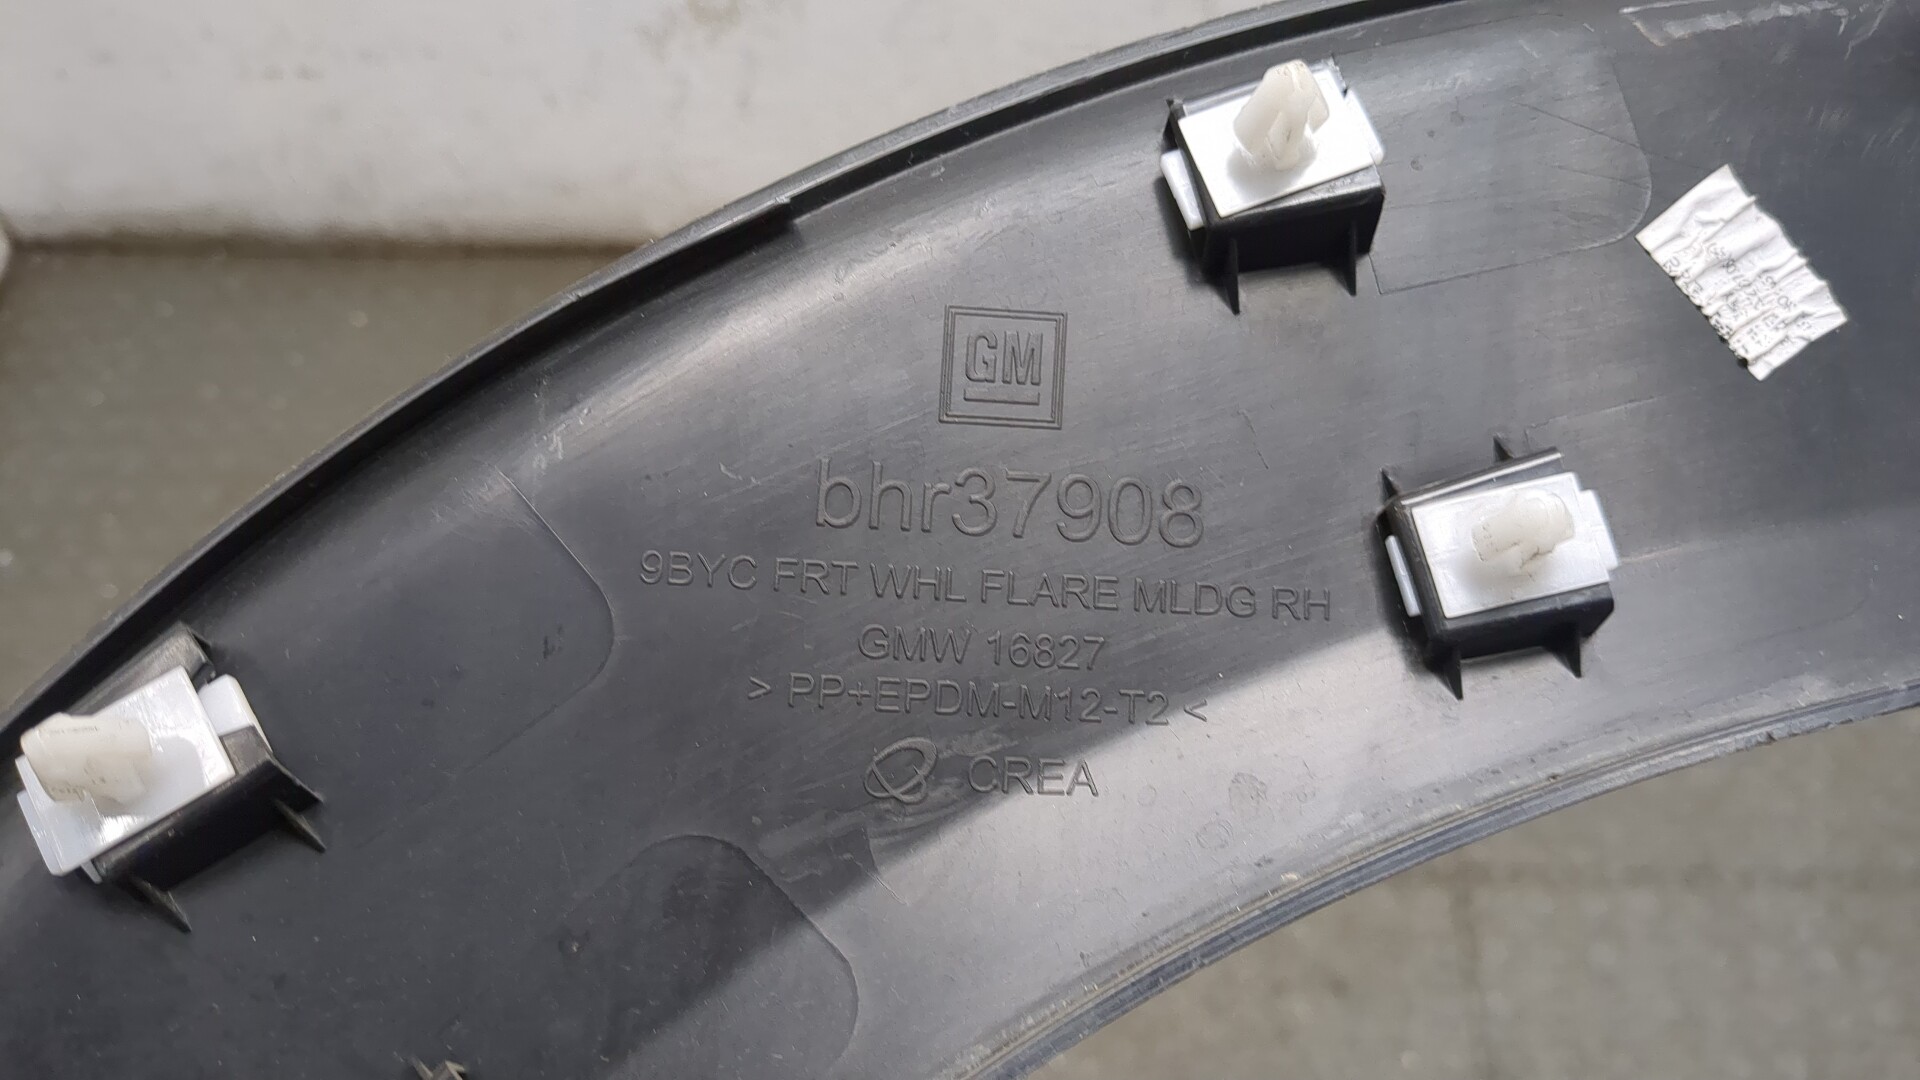 GM
bhr37908
9BYC FRT WHL FLARE MLDG RH
GMW 16827
> PP+EPDM-M12-T2 <
CREA